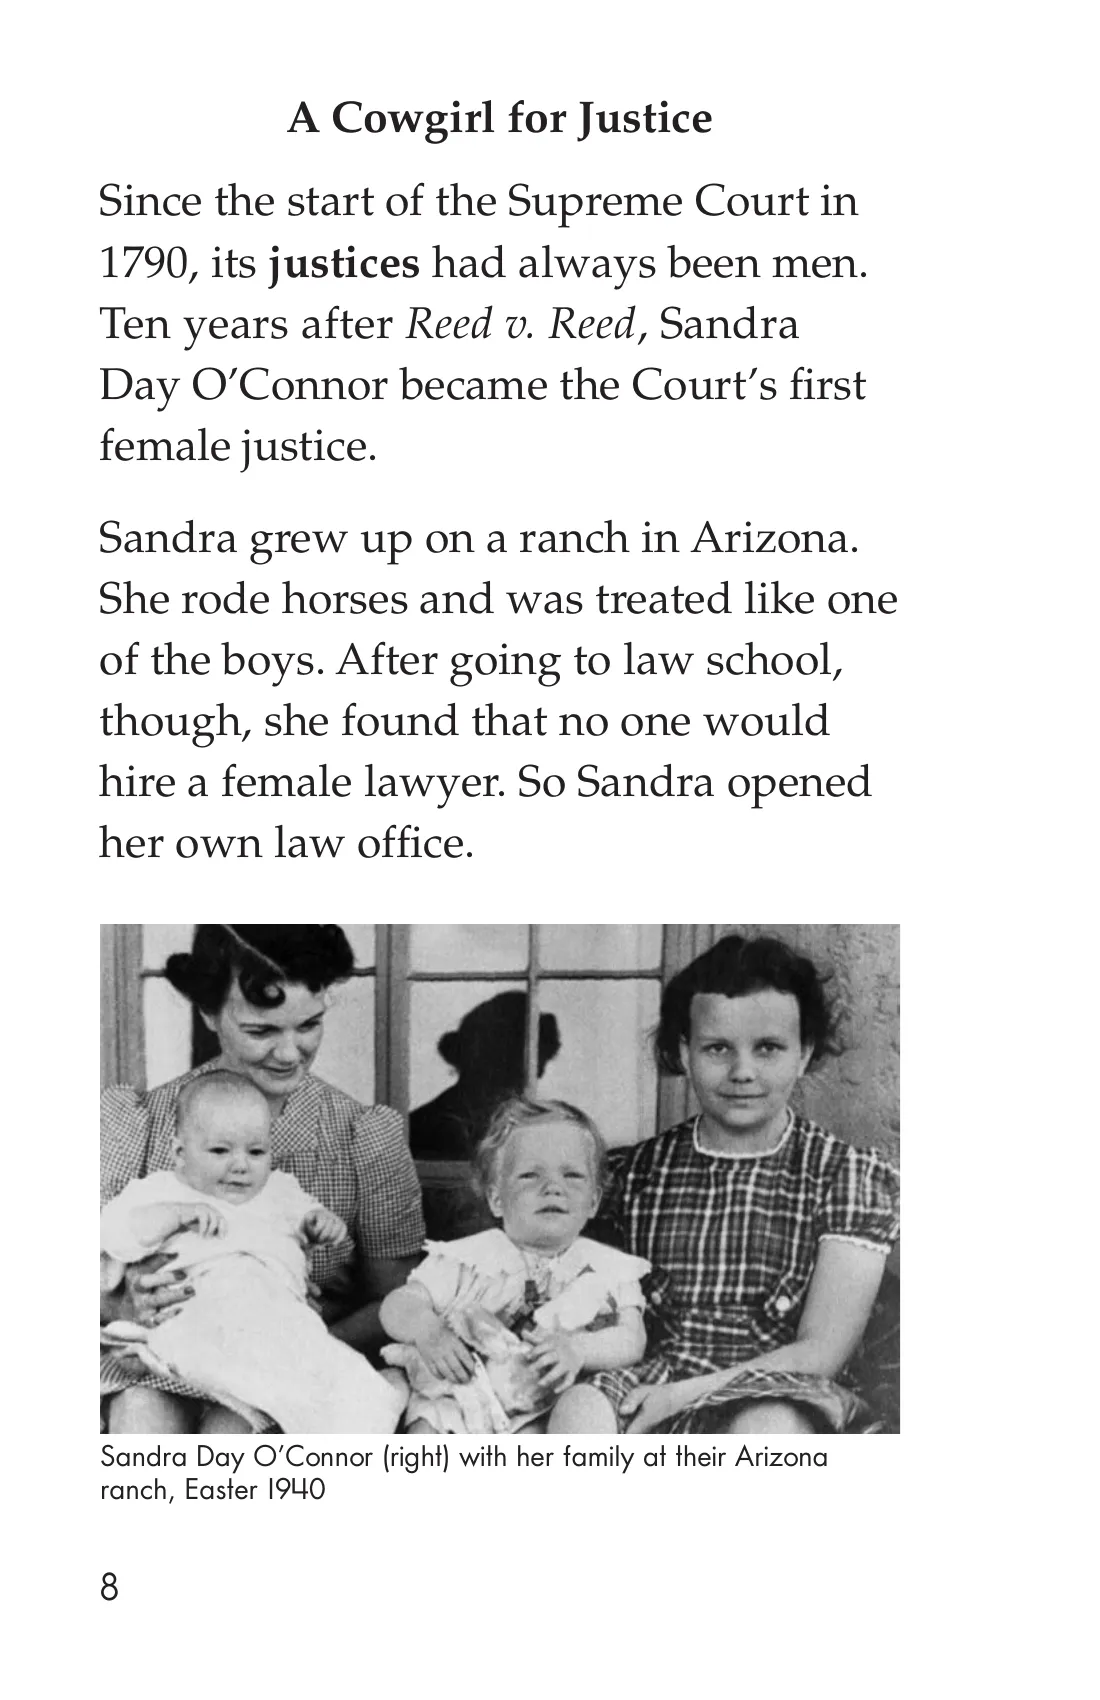 A Cowgirl for Justice
Since the start of the Supreme Court in
1790, its justices had always been men.
Ten years after Reed v. Reed, Sandra
Day O’Connor became the Court’s first
female justice.
Sandra grew up on a ranch in Arizona.
She rode horses and was treated like one
of the boys. After going to law school,
though, she found that no one would
hire a female lawyer. So Sandra opened
her own law office.
Sandra Day O’Connor (right) with her family at their Arizona
ranch, Easter 1940
8